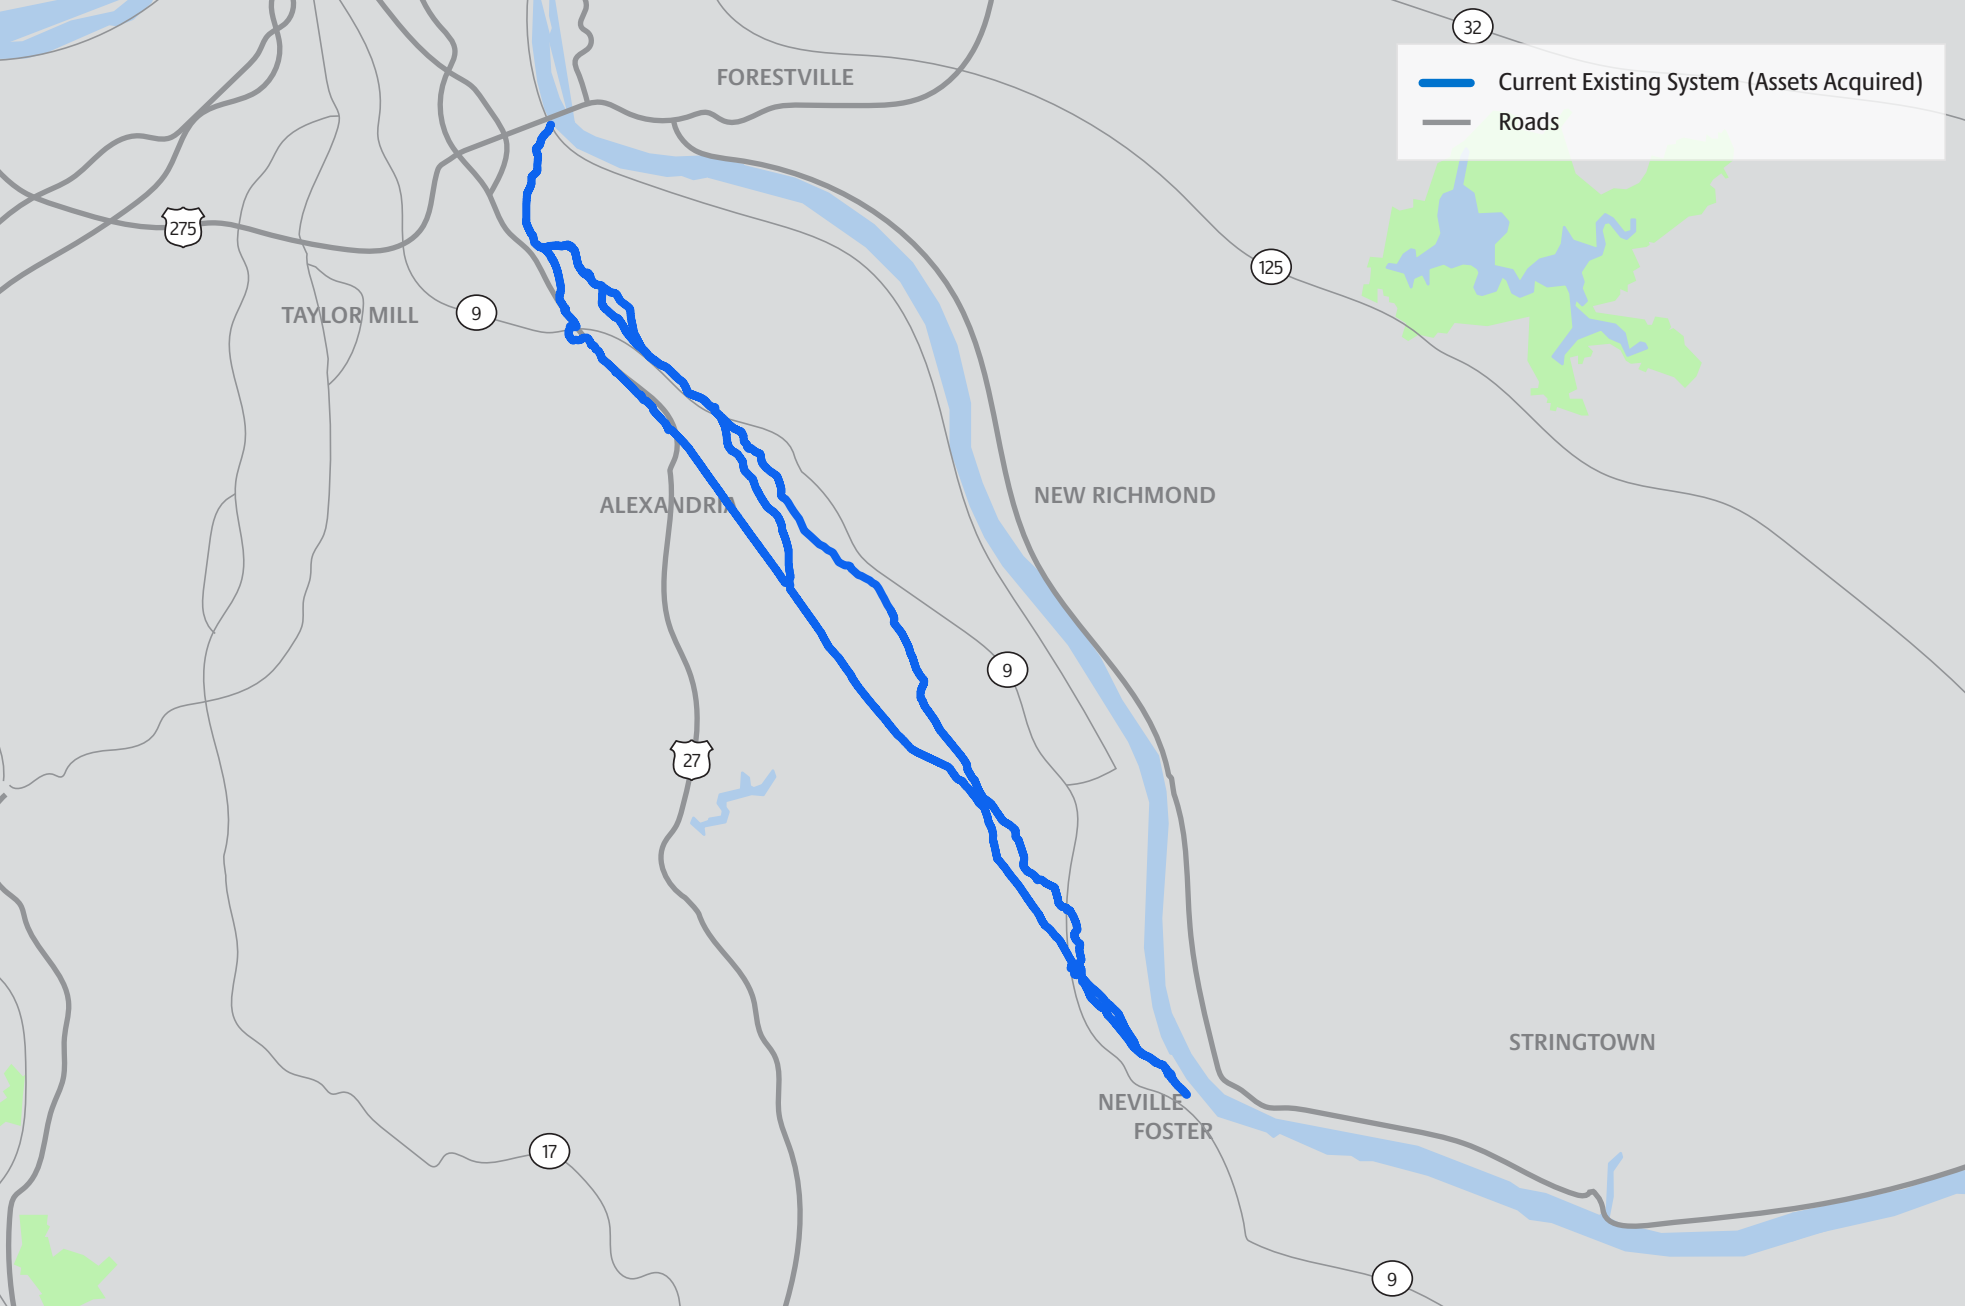 32
FORESTVILLE
Current Existing System (Assets Acquired)
Roads
275
125
TAYLOR MILL
9
NEW RICHMOND
ALEXANDRIA
9
27
STRINGTOWN
NEVILLE
FOSTER
17
9